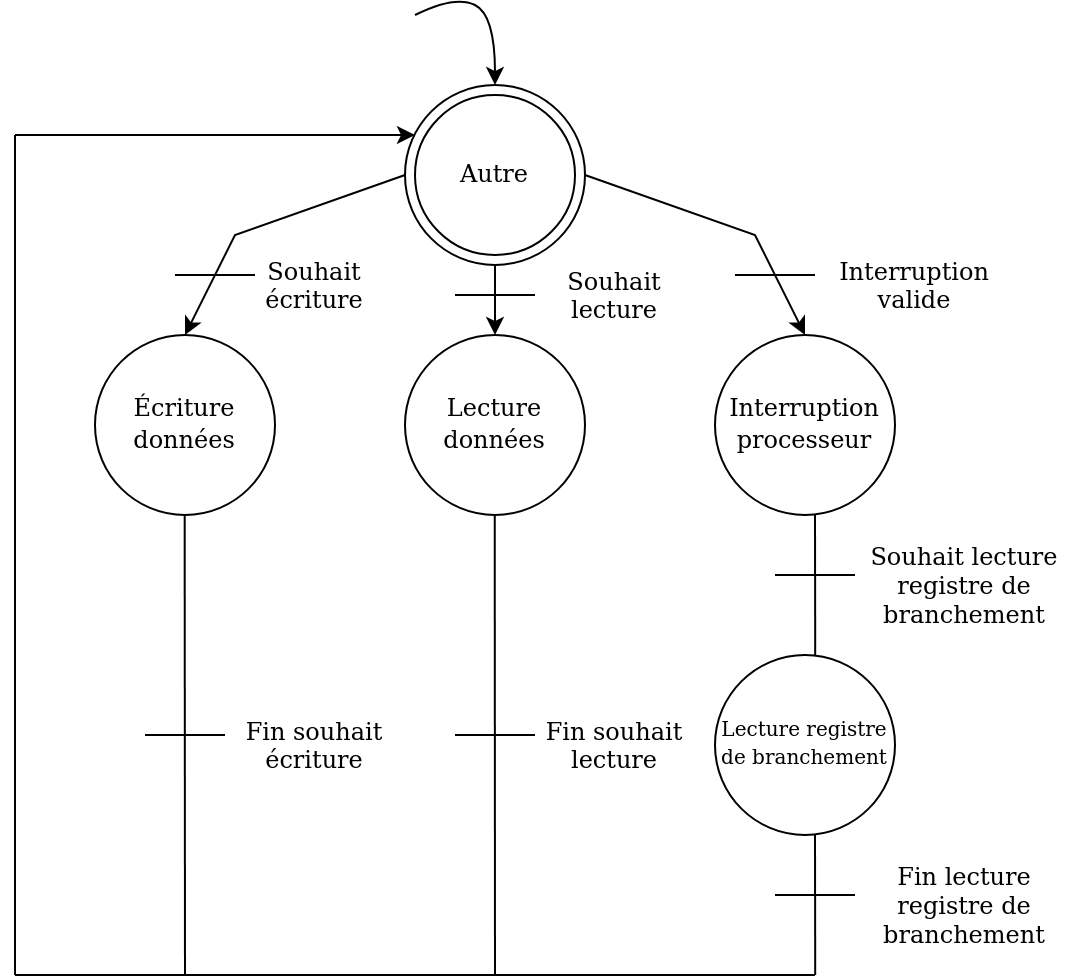 Autre
Souhait
écriture
Souhait
lecture
Interruption
valide
Écriture
données
Lecture
données
Interruption
processeur
Souhait lecture
registre de
branchement
Fin souhait
écriture
Fin souhait
lecture
Lecture registre
de branchement
Fin lecture
registre de
branchement